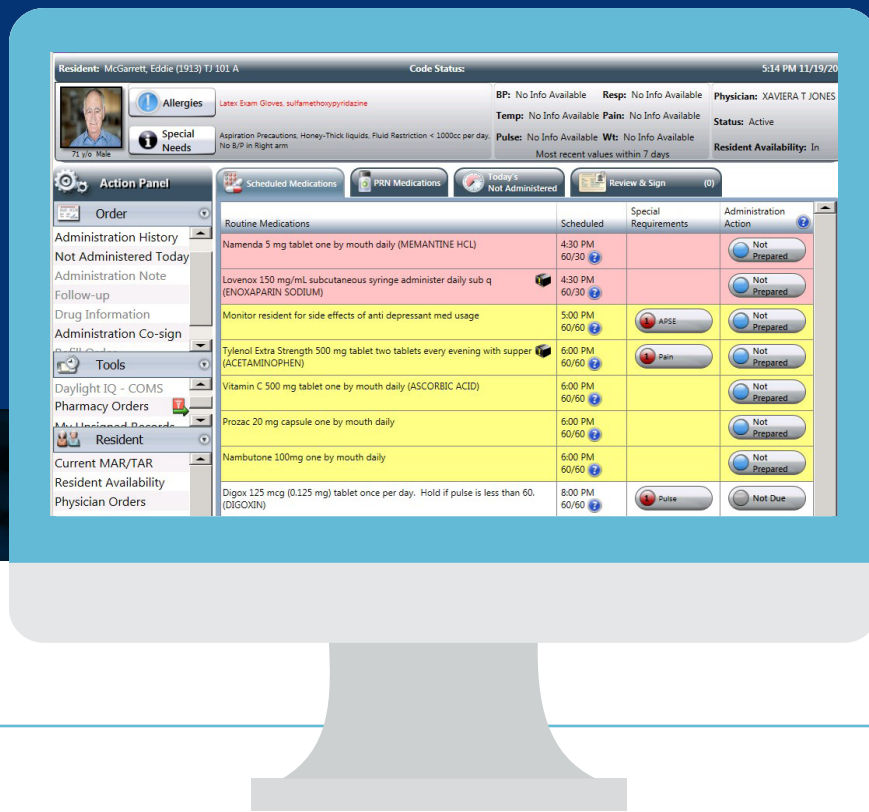 Resident: McGarrett, Eddie (1913) TJ 101 A Code Status: 5:14 PM 11/19/20
Allergies
Latex Exam Gloves, sulfamethoxypyridazine
Special Needs
Aspiration Precautions, Honey-Thick liquids, Fluid Restriction < 1000cc per day,
No B/P in Right arm
71 y/o Male
BP: No Info Available Resp: No Info Available
Temp: No Info Available Pain: No Info Available
Pulse: No Info Available Wt: No Info Available
Most recent values within 7 days
Physician: XAVIERA T JONES
Status: Active
Resident Availability: In
Action Panel
Order
Administration History
Not Administered Today
Administration Note
Follow-up
Drug Information
Administration Co-sign
Tools
Daylight IQ - COMS
Pharmacy Orders
My Unsigned Records
Resident
Current MAR/TAR
Resident Availability
Physician Orders
Scheduled Medications
PRN Medications
Today's
Not Administered
Review & Sign (0)
Routine Medications
Scheduled
Special
Requirements
Administration
Action
Namenda 5 mg tablet one by mouth daily (MEMANTINE HCL)
4:30 PM
60/30
Not
Prepared
Lovenox 150 mg/mL subcutaneous syringe administer daily sub q
(ENOXAPARIN SODIUM)
4:30 PM
60/30
Not
Prepared
Monitor resident for side effects of anti depressant med usage
5:00 PM
60/60
1 APSE
Not
Prepared
Tylenol Extra Strength 500 mg tablet two tablets every evening with supper
(ACETAMINOPHEN)
6:00 PM
60/60
1 Pain
Not
Prepared
Vitamin C 500 mg tablet one by mouth daily (ASCORBIC ACID)
6:00 PM
60/60
Not
Prepared
Prozac 20 mg capsule one by mouth daily
6:00 PM
60/60
Not
Prepared
Nambutone 100mg one by mouth daily
6:00 PM
60/60
Not
Prepared
Digox 125 mcg (0.125 mg) tablet once per day. Hold if pulse is less than 60.
(DIGOXIN)
8:00 PM
60/60
1 Pulse
Not Due